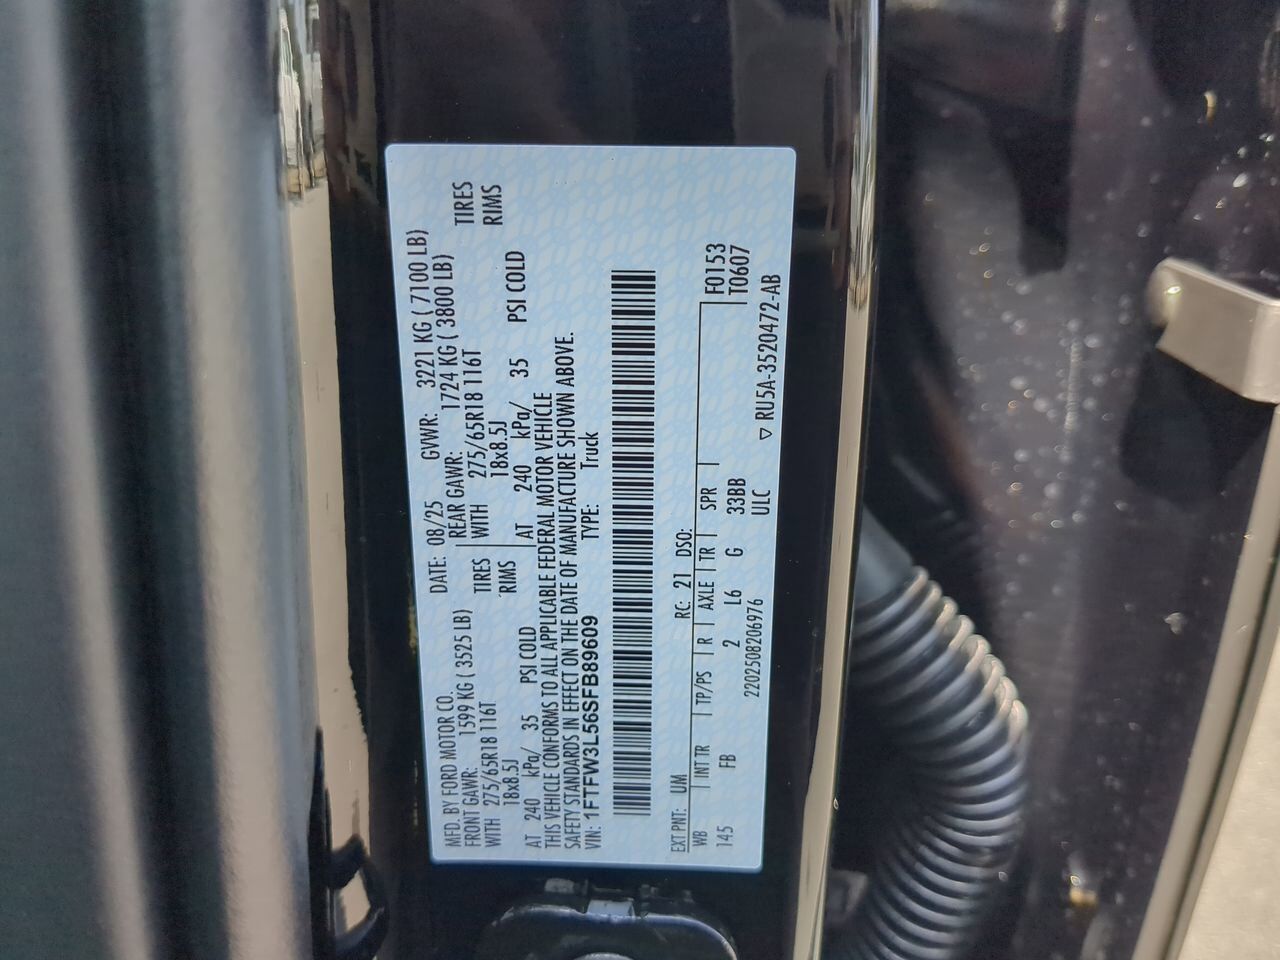 MFD. BY FORD MOTOR CO. DATE: 08/25 GVWR: 3221 KG ( 7100 LB)
FRONT GAWR: 1599 KG ( 3525 LB) REAR GAWR: 1724 KG ( 3800 LB)
WITH 275/65R18 116T TIRES WITH 275/65R18 116T TIRES
18x8.5J RIMS 18x8.5J RIMS
AT 240 kPa/ 35 PSI COLD AT 240 kPa/ 35 PSI COLD
THIS VEHICLE CONFORMS TO ALL APPLICABLE FEDERAL MOTOR VEHICLE
SAFETY STANDARDS IN EFFECT ON THE DATE OF MANUFACTURE SHOWN ABOVE.
VIN: 1FTFW3L56SFB89609 TYPE: Truck
EXT PNT: UM RC: 21 DSO:
WB INT TR TP/PS R AXLE TR SPR F0153
145 FB 2 L6 G 33BB T0607
2202508206976 ULC ▽ RU5A-3520472-AB